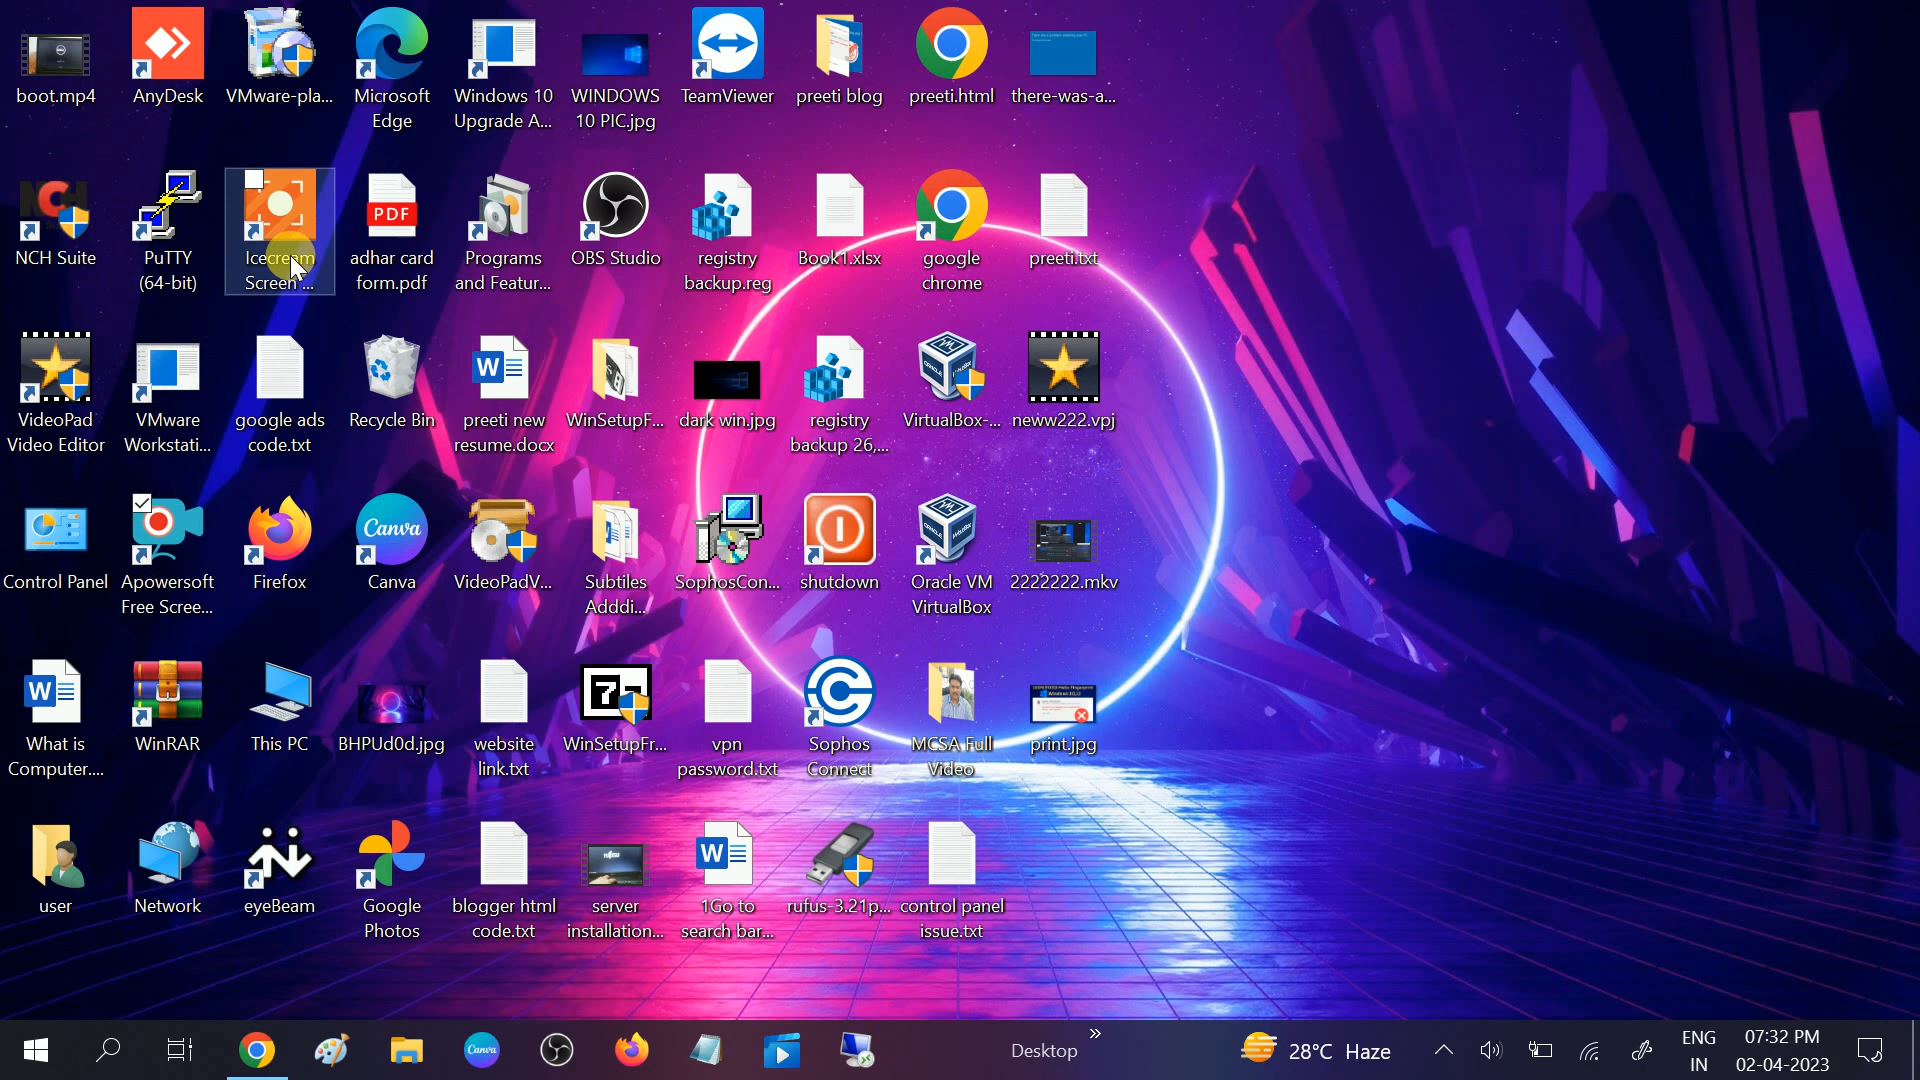 boot.mp4
AnyDesk
VMware-pla...
Microsoft
Edge
Windows 10
Upgrade A...
WINDOWS
10 PIC.jpg
TeamViewer
preeti blog
preeti.html
there-was-a...
NCH Suite
PuTTY
(64-bit)
Icecream
Screen ...
PDF
adhar card
form.pdf
Programs
and Featur...
OBS Studio
registry
backup.reg
Book1.xlsx
google
chrome
preeti.txt
VideoPad
Video Editor
VMware
Workstati...
google ads
code.txt
Recycle Bin
preeti new
resume.docx
WinSetupF...
dark win.jpg
registry
backup 26,...
VirtualBox-...
neww222.vpj
Control Panel
Apowersoft
Free Scree...
Firefox
Canva
Canva
VideoPadV...
Subtiles
Adddi...
SophosCon...
shutdown
Oracle VM
VirtualBox
2222222.mkv
What is
Computer....
WinRAR
This PC
BHPUd0d.jpg
website
link.txt
WinSetupFr...
vpn
password.txt
Sophos
Connect
MCSA Full
Video
print.jpg
user
Network
eyeBeam
Google
Photos
blogger html
code.txt
server
installation...
1Go to
search bar...
rufus-3.21p...
control panel
issue.txt
Canva
Desktop
28°C Haze
ENG
IN
07:32 PM
02-04-2023